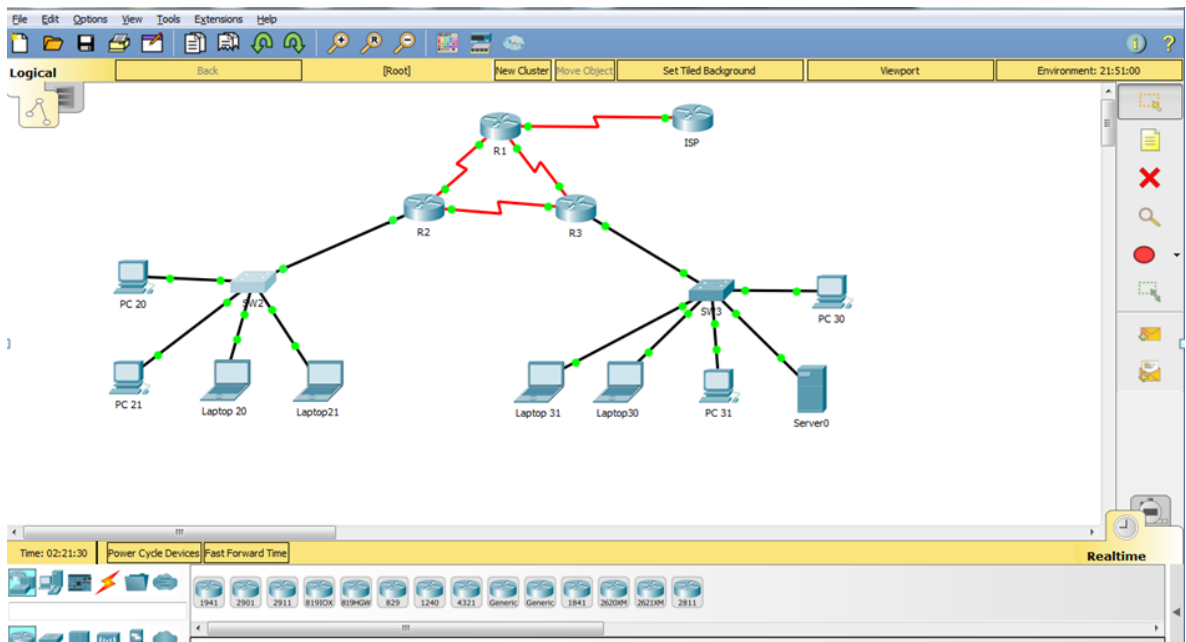 File Edit Options View Tools Extensions Help
Logical Back [Root] New Cluster Move Object Set Tiled Background Viewport Environment: 21:51:00
R1
ISP
R2
R3
PC 20
SW2
SW3
PC 30
PC 21
Laptop 20
Laptop21
Laptop 31
Laptop30
PC 31
Server0
Time: 02:21:30 Power Cycle Devices Fast Forward Time Realtime
1941 2901 2911 819IOX 819HGW 829 1240 4321 Generic Generic 1841 2620XM 2621XM 2811